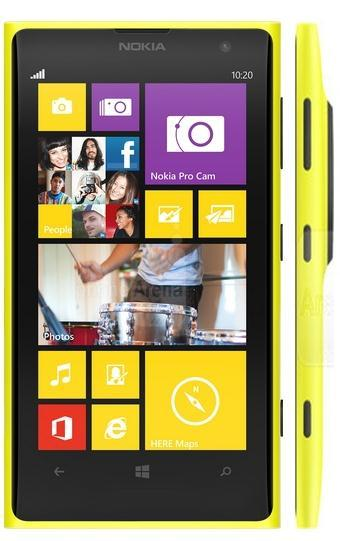 NOKIA
10:20
f
Nokia Pro Cam
People
Photos
HERE Maps
N